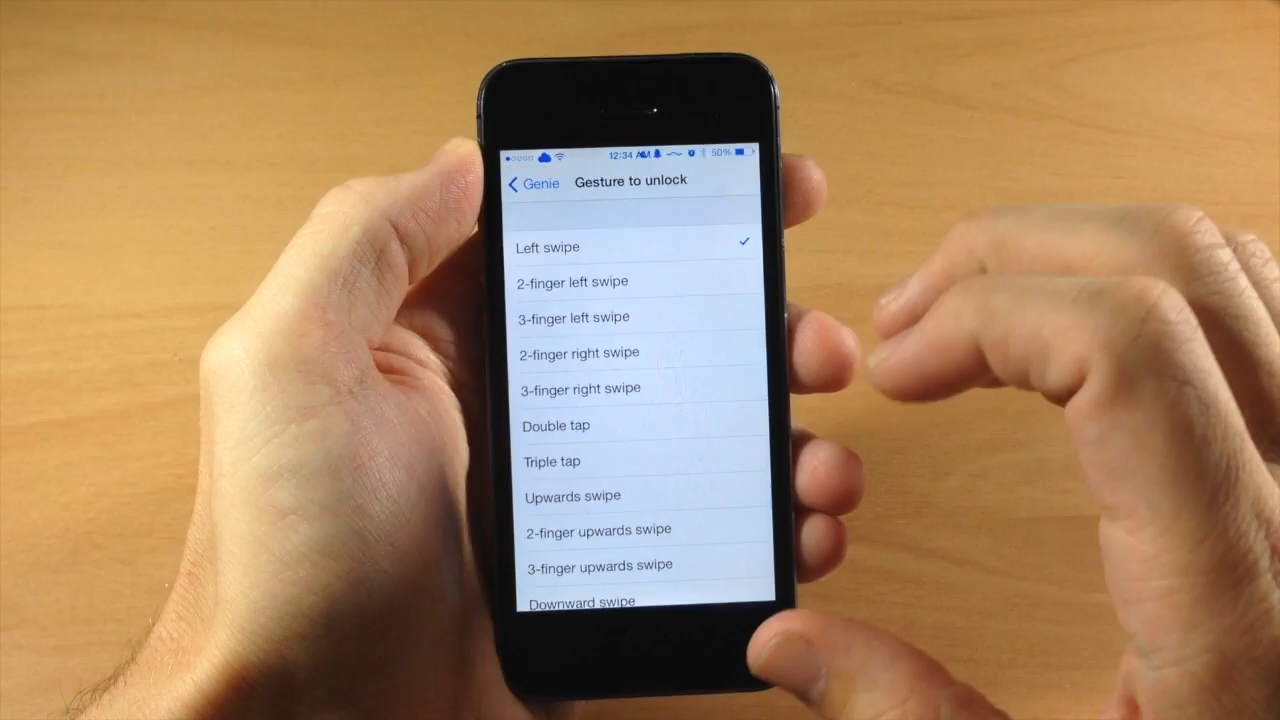 12:34 AM 50%
Genie Gesture to unlock
Left swipe
2-finger left swipe
3-finger left swipe
2-finger right swipe
3-finger right swipe
Double tap
Triple tap
Upwards swipe
2-finger upwards swipe
3-finger upwards swipe
Downward swipe